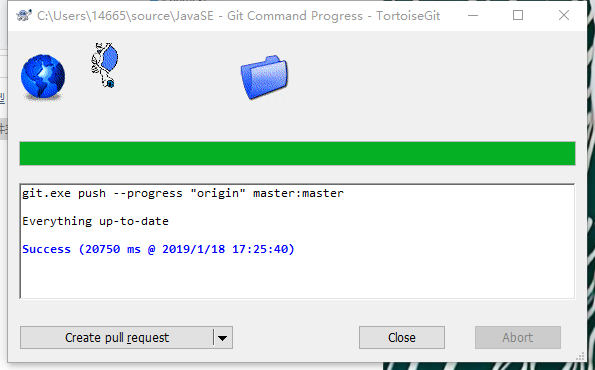 C:\Users\14665\source\JavaSE - Git Command Progress - TortoiseGit
git.exe push --progress "origin" master:master
Everything up-to-date
Success (20750 ms @ 2019/1/18 17:25:40)
Create pull request
Close
Abort